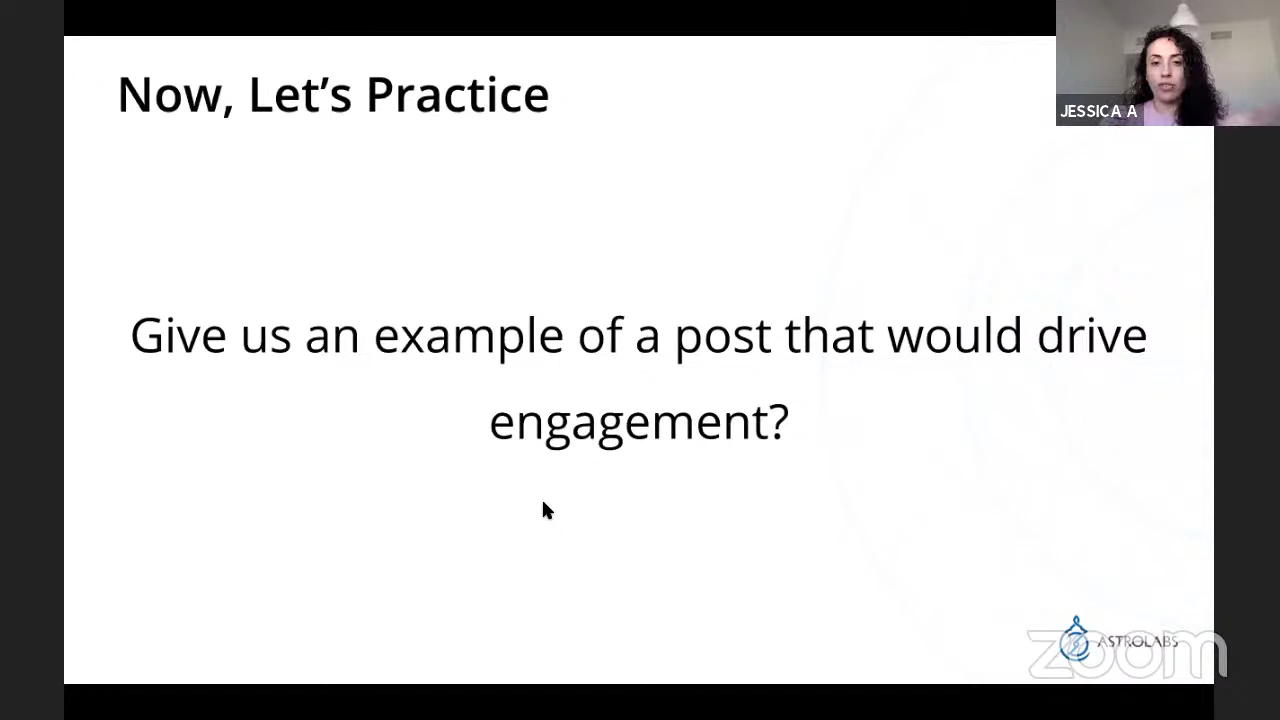 Now, Let's Practice
JESSICA A
Give us an example of a post that would drive
engagement?
ASTROLABS
zoom